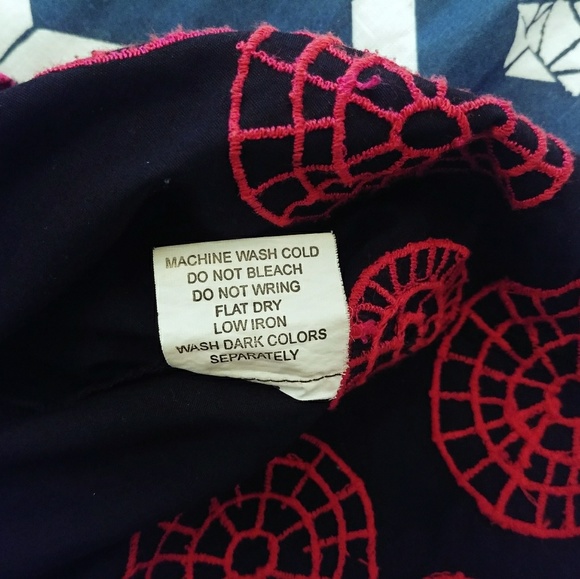 MACHINE WASH COLD
DO NOT BLEACH
DO NOT WRING
FLAT DRY
LOW IRON
WASH DARK COLORS
SEPARATELY